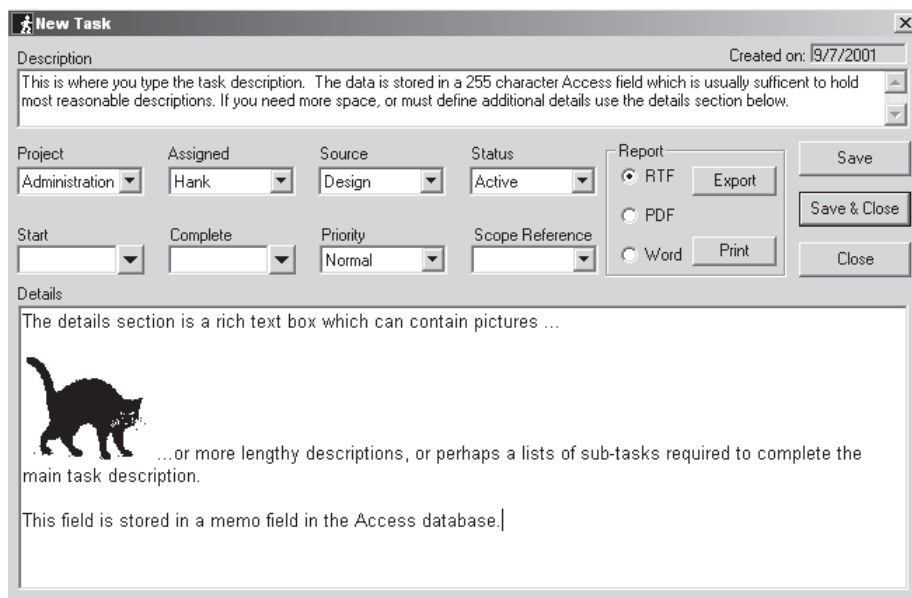 New Task
Description
Created on: 9/7/2001
This is where you type the task description.  The data is stored in a 255 character Access field which is usually sufficent to hold
most reasonable descriptions. If you need more space, or must define additional details use the details section below.
Project Assigned Source Status Report
Administration Hank Design Active RTF Export Save
PDF Save & Close
Start Complete Priority Scope Reference
Normal Word Print Close
Details
The details section is a rich text box which can contain pictures ...
...or more lengthy descriptions, or perhaps a lists of sub-tasks required to complete the
main task description.
This field is stored in a memo field in the Access database.